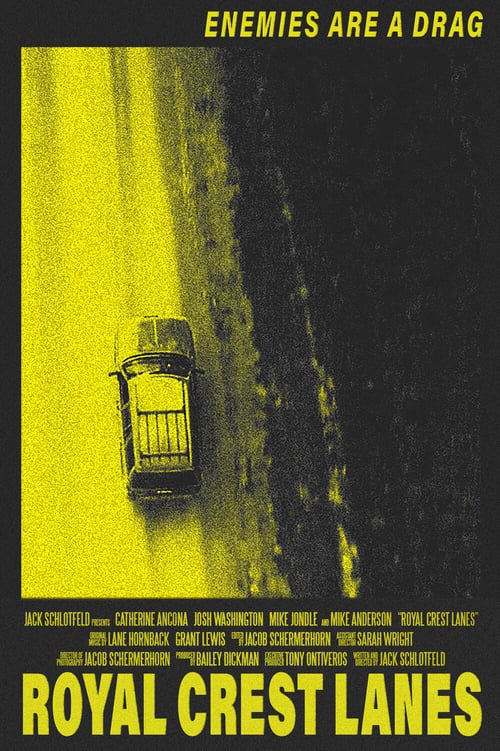 ENEMIES ARE A DRAG
JACK SCHLOTFELD PRESENTS CATHERINE ANCONA JOSH WASHINGTON MIKE JONDLE AND MIKE ANDERSON "ROYAL CREST LANES"
ORIGINAL MUSIC BY LANE HORNBACK GRANT LEWIS EDITED BY JACOB SCHERMERHORN ASSISTANT DIRECTOR SARAH WRIGHT
DIRECTOR OF PHOTOGRAPHY JACOB SCHERMERHORN PRODUCED BY BAILEY DICKMAN EXECUTIVE PRODUCER TONY ONTIVEROS WRITTEN AND DIRECTED BY JACK SCHLOTFELD
ROYAL CREST LANES